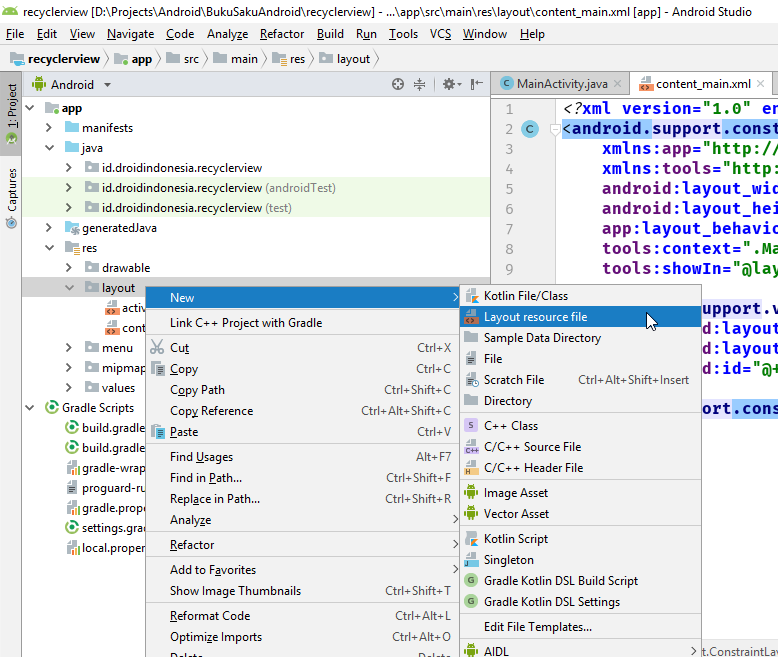 recyclerview [D:\Projects\Android\BukuSakuAndroid\recyclerview] - ...\app\src\main\res\layout\content_main.xml [app] - Android Studio
File Edit View Navigate Code Analyze Refactor Build Run Tools VCS Window Help
recyclerview app src main res layout
1: Project
Captures
Android
app
manifests
java
id.droidindonesia.recyclerview
id.droidindonesia.recyclerview (androidTest)
id.droidindonesia.recyclerview (test)
generatedJava
res
drawable
layout
activ
cont
menu
mipmap
values
Gradle Scripts
build.gradle
build.gradle
gradle-wrap
proguard-ru
gradle.prope
settings.grad
local.proper
New
Link C++ Project with Gradle
Cut Ctrl+X
Copy Ctrl+C
Copy Path Ctrl+Shift+C
Copy Reference Ctrl+Alt+Shift+C
Paste Ctrl+V
Find Usages Alt+F7
Find in Path... Ctrl+Shift+F
Replace in Path... Ctrl+Shift+R
Analyze
Refactor
Add to Favorites
Show Image Thumbnails Ctrl+Shift+T
Reformat Code Ctrl+Alt+L
Optimize Imports Ctrl+Alt+O
Delete
Kotlin File/Class
Layout resource file
Sample Data Directory
File
Scratch File Ctrl+Alt+Shift+Insert
Directory
C++ Class
C/C++ Source File
C/C++ Header File
Image Asset
Vector Asset
Kotlin Script
Singleton
Gradle Kotlin DSL Build Script
Gradle Kotlin DSL Settings
Edit File Templates...
AIDL
MainActivity.java content_main.xml
1 <?xml version="1.0" en
2 <android.support.const
3 xmlns:app="http://
4 xmlns:tools="http:
5 android:layout_wid
6 android:layout_hei
7 app:layout_behavio
8 tools:context=".Ma
9 tools:showIn="@lay
upport.v
d:layout
d:layout
d:id="@+
ort.cons
t.ConstraintLay